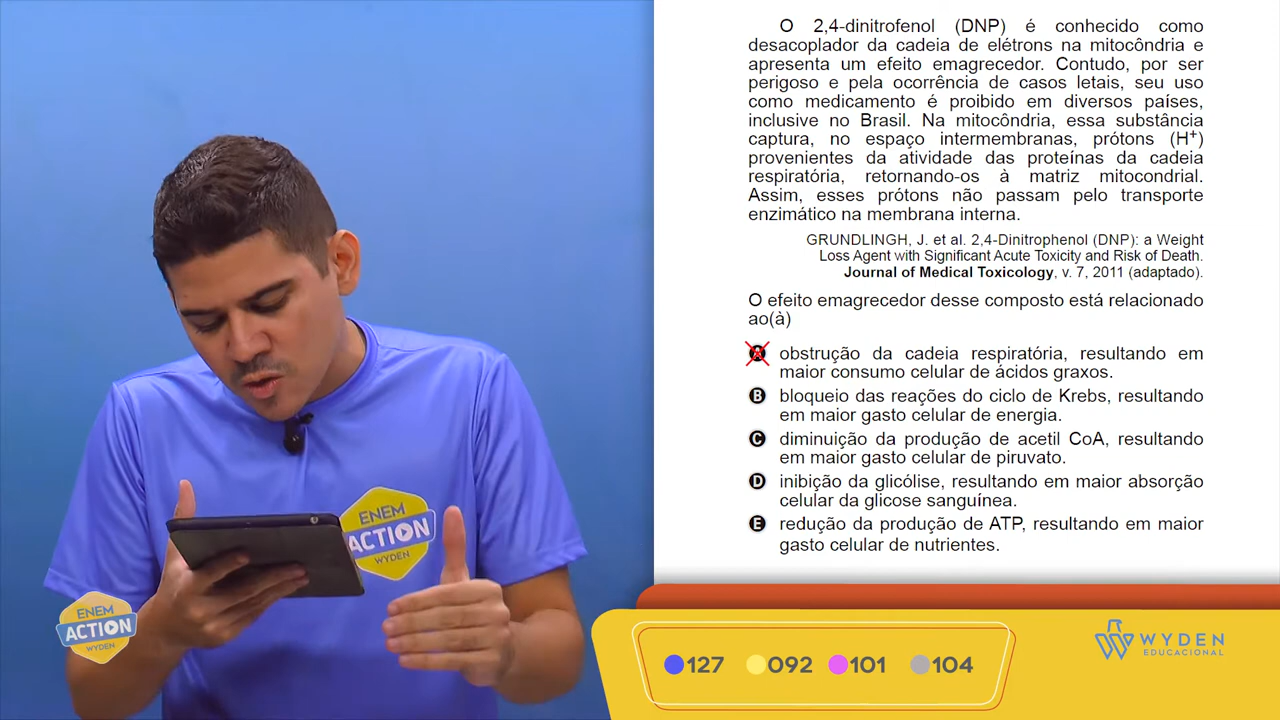 O 2,4-dinitrofenol (DNP) é conhecido como
desacoplador da cadeia de elétrons na mitocôndria e
apresenta um efeito emagrecedor. Contudo, por ser
perigoso e pela ocorrência de casos letais, seu uso
como medicamento é proibido em diversos países,
inclusive no Brasil. Na mitocôndria, essa substância
captura, no espaço intermembranas, prótons (H⁺)
provenientes da atividade das proteínas da cadeia
respiratória, retornando-os à matriz mitocondrial.
Assim, esses prótons não passam pelo transporte
enzimático na membrana interna.
GRUNDLINGH, J. et al. 2,4-Dinitrophenol (DNP): a Weight
Loss Agent with Significant Acute Toxicity and Risk of Death.
Journal of Medical Toxicology, v. 7, 2011 (adaptado).
O efeito emagrecedor desse composto está relacionado
ao(à)
A obstrução da cadeia respiratória, resultando em
maior consumo celular de ácidos graxos.
B bloqueio das reações do ciclo de Krebs, resultando
em maior gasto celular de energia.
C diminuição da produção de acetil CoA, resultando
em maior gasto celular de piruvato.
D inibição da glicólise, resultando em maior absorção
celular da glicose sanguínea.
E redução da produção de ATP, resultando em maior
gasto celular de nutrientes.
ENEM
ACTION
WYDEN
ENEM
ACTION
WYDEN
127 092 101 104
WYDEN
EDUCACIONAL